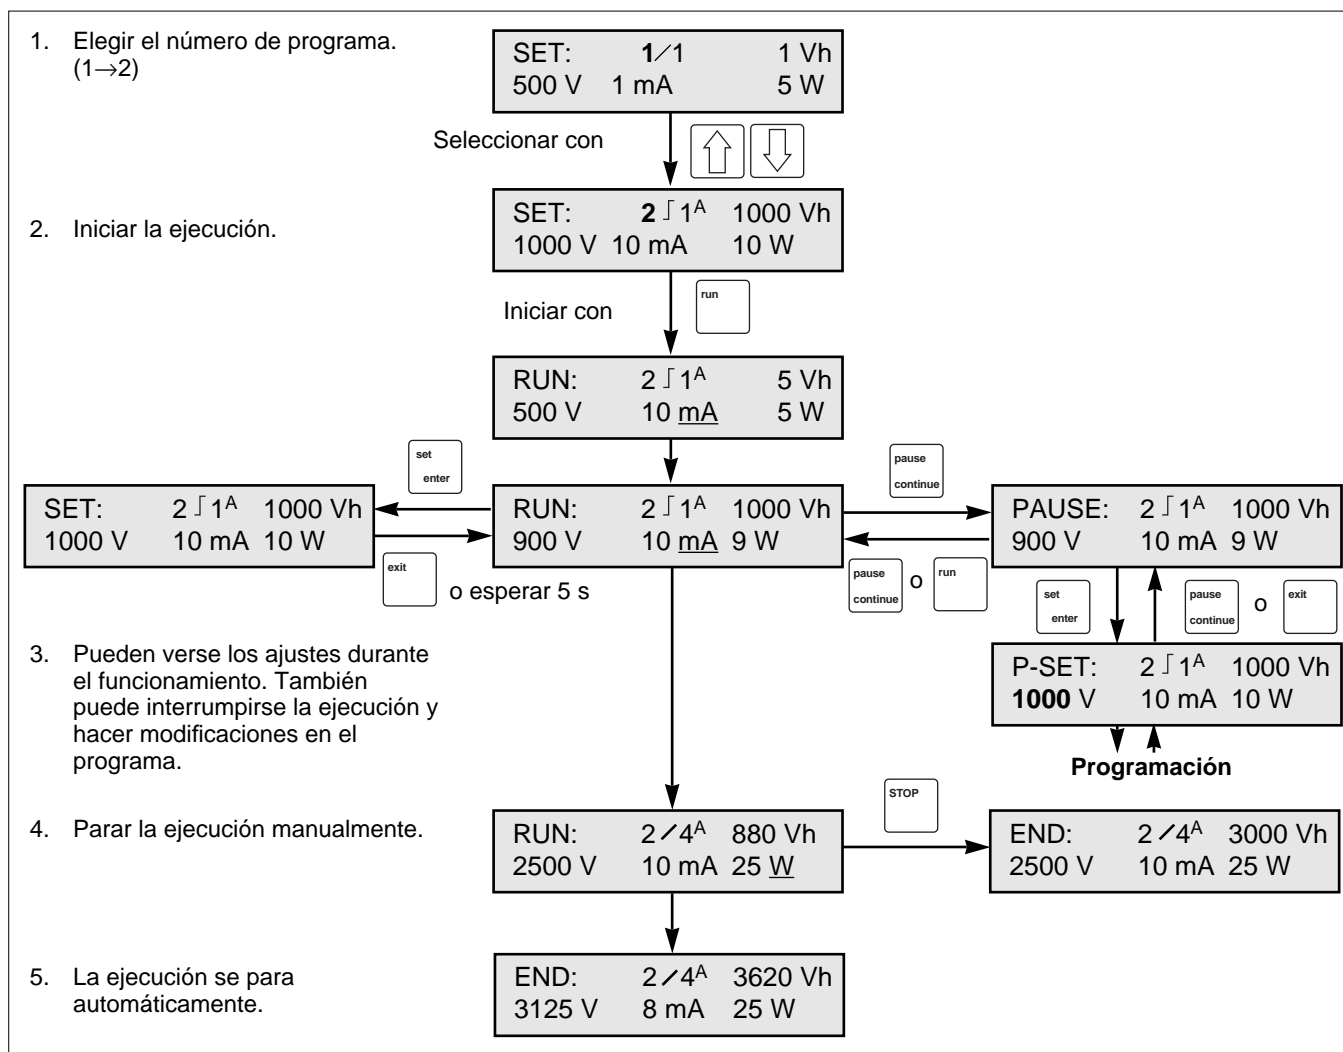 1. Elegir el número de programa.
(1→2)
SET: 1/1 1 Vh
500 V 1 mA 5 W
Seleccionar con
SET: 2 ⌡ 1ᴬ 1000 Vh
1000 V 10 mA 10 W
2. Iniciar la ejecución.
Iniciar con
run
RUN: 2 ⌡ 1ᴬ 5 Vh
500 V 10 mA 5 W
set
enter
pause
continue
SET: 2 ⌡ 1ᴬ 1000 Vh
1000 V 10 mA 10 W
RUN: 2 ⌡ 1ᴬ 1000 Vh
900 V 10 mA 9 W
PAUSE: 2 ⌡ 1ᴬ 1000 Vh
900 V 10 mA 9 W
exit
o esperar 5 s
pause
continue
o
run
set
enter
pause
continue
o
exit
3. Pueden verse los ajustes durante
el funcionamiento. También
puede interrumpirse la ejecución y
hacer modificaciones en el
programa.
P-SET: 2 ⌡ 1ᴬ 1000 Vh
1000 V 10 mA 10 W
Programación
4. Parar la ejecución manualmente.
RUN: 2 / 4ᴬ 880 Vh
2500 V 10 mA 25 W
STOP
END: 2 / 4ᴬ 3000 Vh
2500 V 10 mA 25 W
5. La ejecución se para
automáticamente.
END: 2 / 4ᴬ 3620 Vh
3125 V 8 mA 25 W